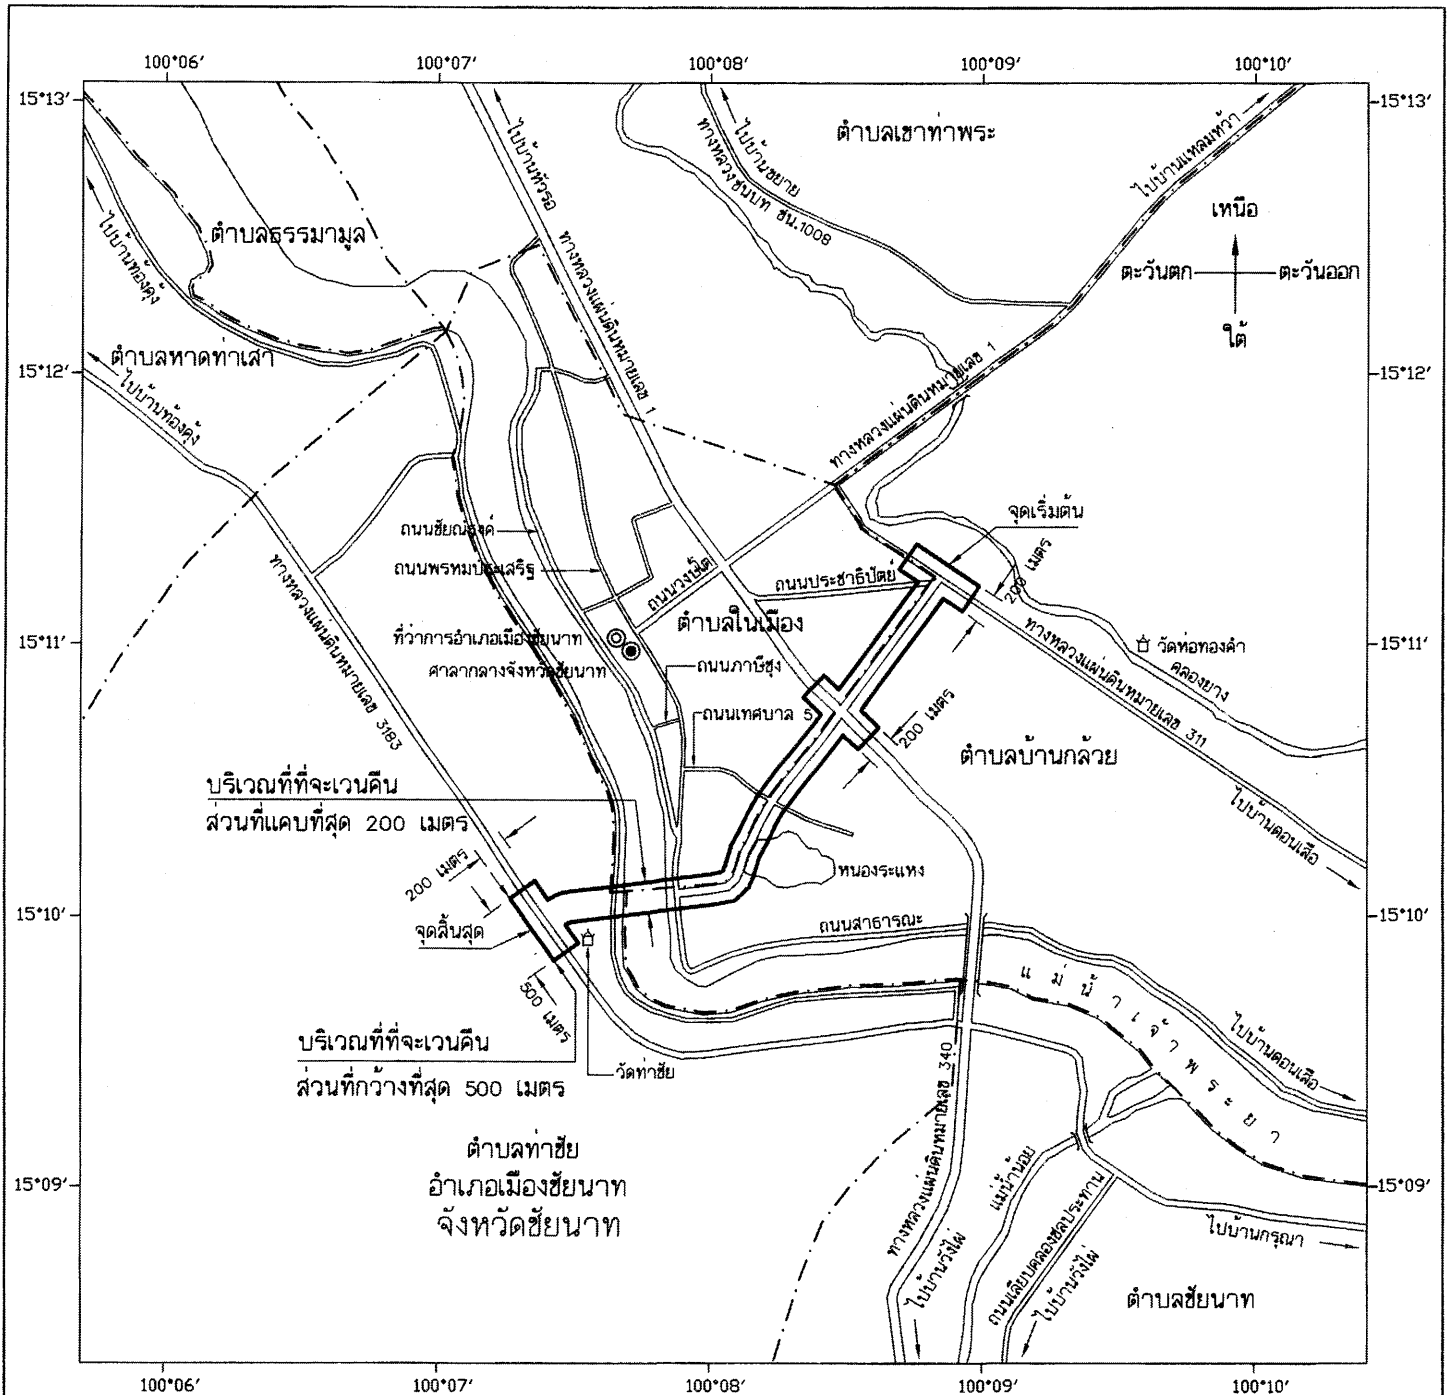 100°06' 100°07' 100°08' 100°09' 100°10'
15°13' 15°13'
ตำบลเขาท่าพระ
ไปบ้านหัวรอ
ไปบ้านขยาย
ทางหลวงชนบท ชน.1008
ไปบ้านแหลมหว้า
เหนือ
ตะวันตก ตะวันออก
ใต้
ตำบลธรรมามูล
ไปบ้านท้องคุ้ง
ทางหลวงแผ่นดินหมายเลข 1
ตำบลหาดท่าเสา
15°12' 15°12'
ไปบ้านท้องคุ้ง
ทางหลวงแผ่นดินหมายเลข 1
จุดเริ่มต้น
200 เมตร
ถนนชัยณรงค์
ถนนพรหมประเสริฐ
ถนนวงษ์โต
ถนนประชาธิปัตย์
ตำบลในเมือง
15°11' 15°11'
ที่ว่าการอำเภอเมืองชัยนาท
ศาลากลางจังหวัดชัยนาท
ถนนภาษีซุง
ถนนเทศบาล 5
วัดห่อทองคำ
คลองยาง
ทางหลวงแผ่นดินหมายเลข 311
ทางหลวงแผ่นดินหมายเลข 3183
200 เมตร
ตำบลบ้านกล้วย
ไปบ้านดอนเสือ
บริเวณที่ที่จะเวนคืน
ส่วนที่แคบที่สุด 200 เมตร
200 เมตร
หนองระแหง
15°10' 15°10'
จุดสิ้นสุด
ถนนสาธารณะ
500 เมตร
แม่น้ำเจ้าพระยา
ไปบ้านดอนเสือ
บริเวณที่ที่จะเวนคืน
ส่วนที่กว้างที่สุด 500 เมตร
วัดท่าชัย
ตำบลท่าชัย
อำเภอเมืองชัยนาท
จังหวัดชัยนาท
15°09' 15°09'
ทางหลวงแผ่นดินหมายเลข 340
ไปบ้านวังไผ่
แม่น้ำน้อย
ถนนเลียบคลองชลประทาน
ไปบ้านวังไผ่
ไปบ้านกรุณา
ตำบลชัยนาท
100°06' 100°07' 100°08' 100°09' 100°10'